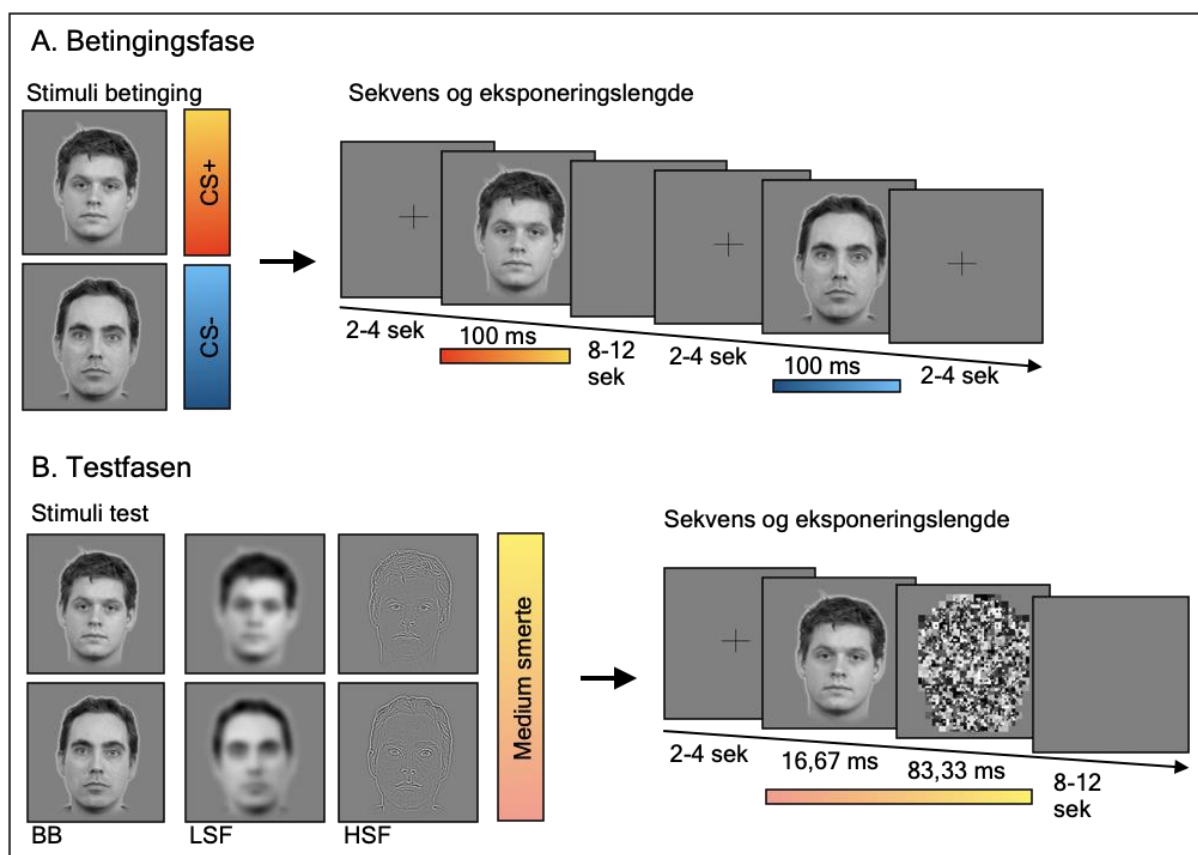 A. Betingingsfase
Stimuli betinging
Sekvens og eksponeringslengde
CS+
CS-
2-4 sek
100 ms
8-12
sek
2-4 sek
100 ms
2-4 sek
B. Testfasen
Stimuli test
Sekvens og eksponeringslengde
Medium smerte
BB
LSF
HSF
2-4 sek
16,67 ms
83,33 ms
8-12
sek